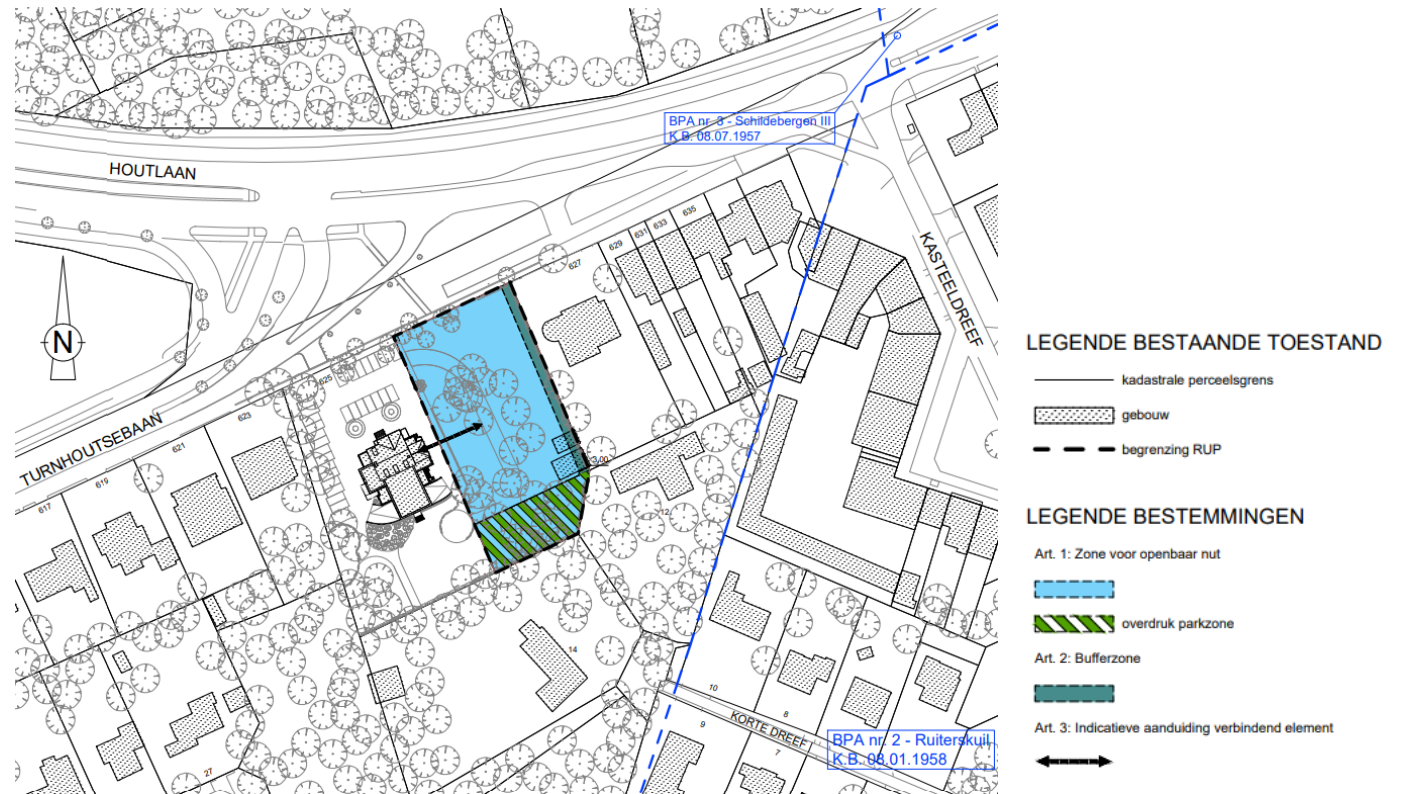 BPA nr. 3 - Schildebergen III
K.B. 08.07.1957
HOUTLAAN
KASTEELDREEF
635
633
631
629
627
N
625
623
621
619
617
TURNHOUTSEBAAN
3,00
12
14
10
8
9
7
KORTE DREEF
27
BPA nr. 2 - Ruiterskuil
K.B. 08.01.1958
LEGENDE BESTAANDE TOESTAND
kadastrale perceelsgrens
gebouw
begrenzing RUP
LEGENDE BESTEMMINGEN
Art. 1: Zone voor openbaar nut
overdruk parkzone
Art. 2: Bufferzone
Art. 3: Indicatieve aanduiding verbindend element